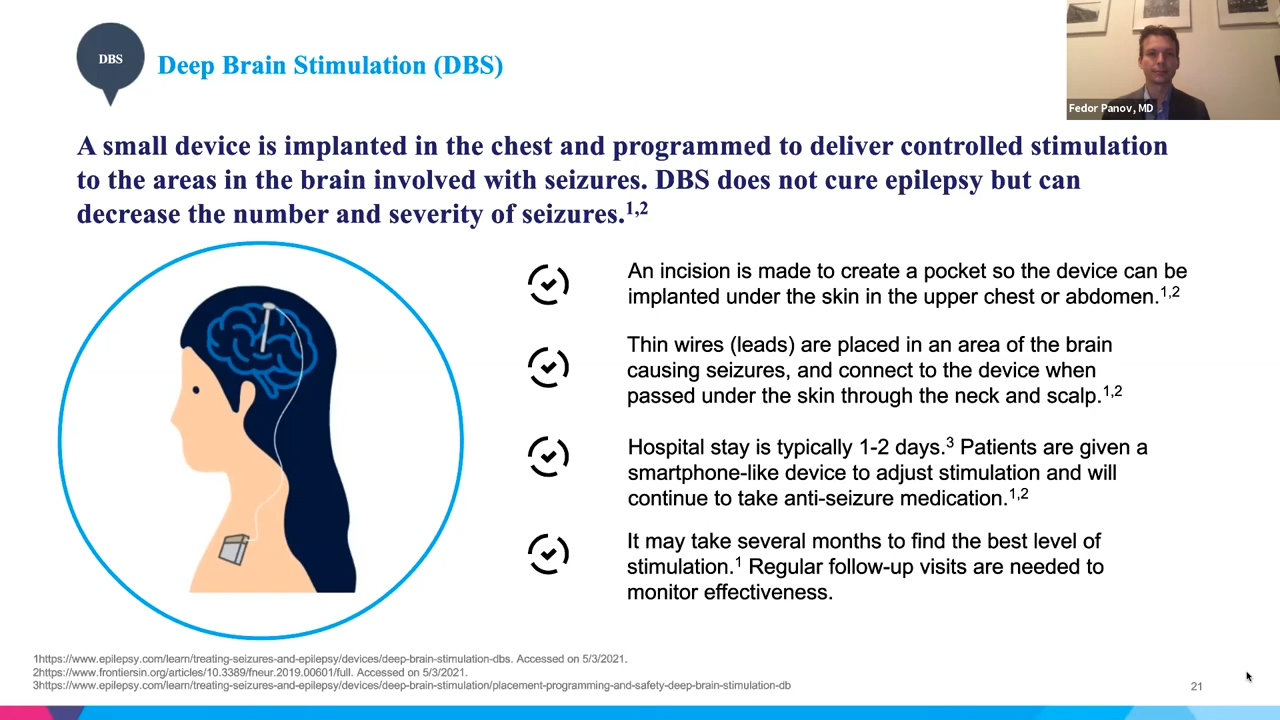 DBS
Deep Brain Stimulation (DBS)
Fedor Panov, MD
A small device is implanted in the chest and programmed to deliver controlled stimulation
to the areas in the brain involved with seizures. DBS does not cure epilepsy but can
decrease the number and severity of seizures.1,2
An incision is made to create a pocket so the device can be
implanted under the skin in the upper chest or abdomen.1,2
Thin wires (leads) are placed in an area of the brain
causing seizures, and connect to the device when
passed under the skin through the neck and scalp.1,2
Hospital stay is typically 1-2 days.3 Patients are given a
smartphone-like device to adjust stimulation and will
continue to take anti-seizure medication.1,2
It may take several months to find the best level of
stimulation.1 Regular follow-up visits are needed to
monitor effectiveness.
1https://www.epilepsy.com/learn/treating-seizures-and-epilepsy/devices/deep-brain-stimulation-dbs. Accessed on 5/3/2021.
2https://www.frontiersin.org/articles/10.3389/fneur.2019.00601/full. Accessed on 5/3/2021.
3https://www.epilepsy.com/learn/treating-seizures-and-epilepsy/devices/deep-brain-stimulation/placement-programming-and-safety-deep-brain-stimulation-db
21